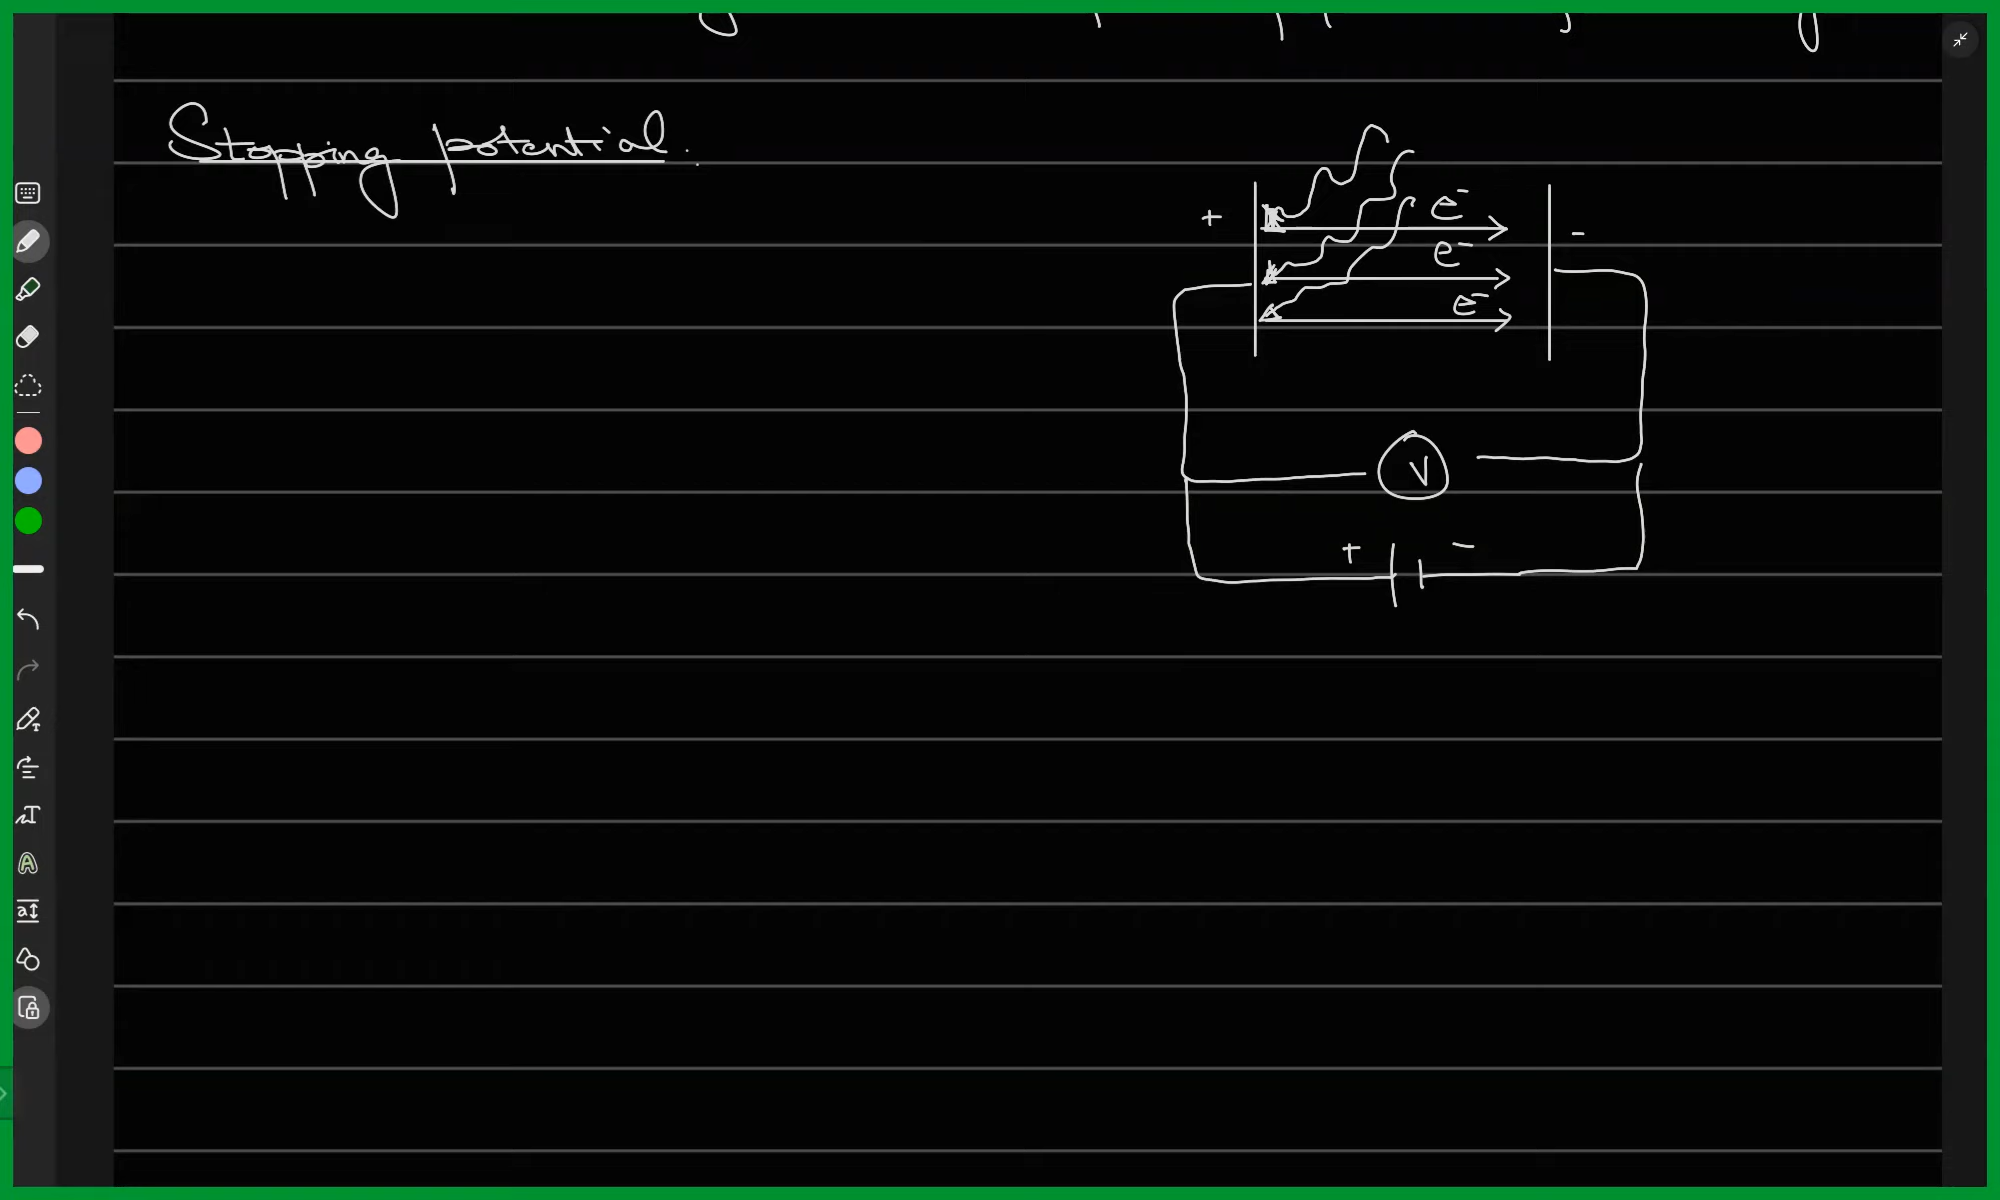 Stopping potential.
+ e⁻ -
e⁻
e⁻
V
+ -